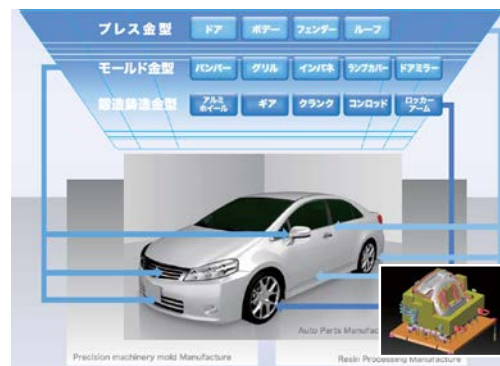 プレス金型 ドア ボデー フェンダー ルーフ
モールド金型 バンパー グリル インパネ ランプカバー ドアミラー
鍛造鋳造金型 アルミホイール ギア クランク コンロッド ロッカーアーム
Auto Parts Manufac
Precision machinery mold Manufacture
Resin Processing Manufacture